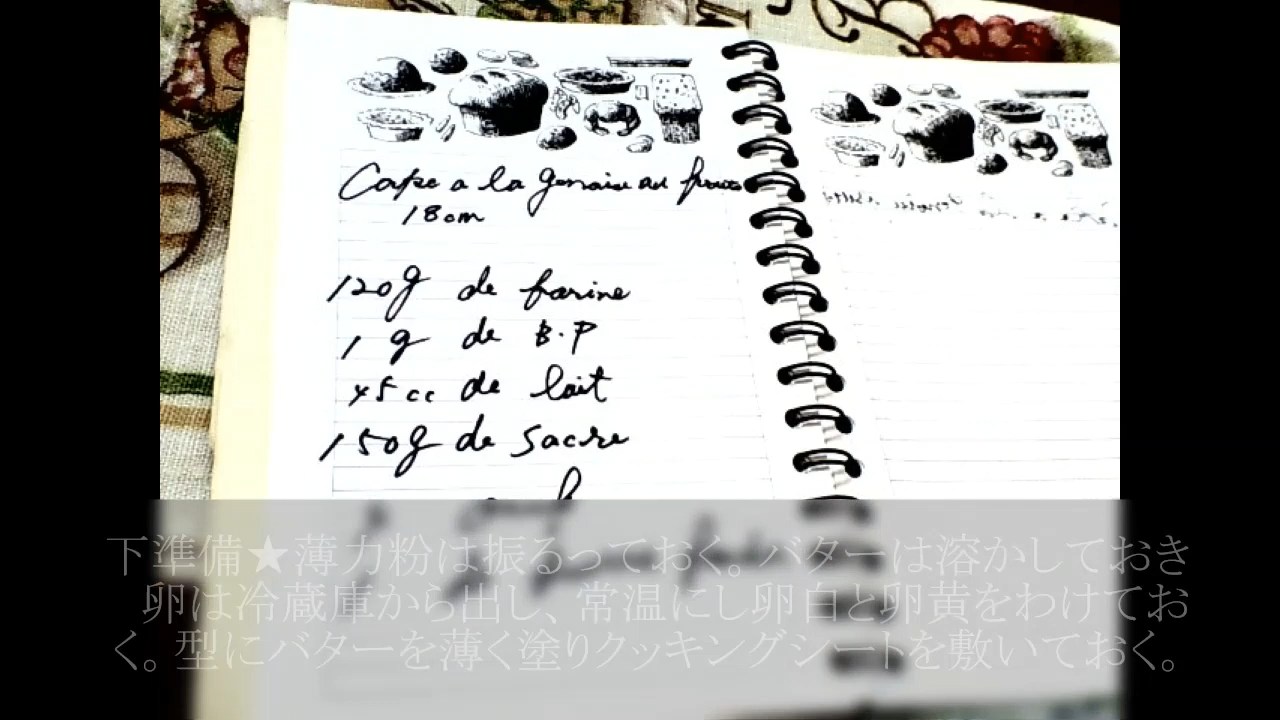 Cake a la genoise au fruits
18cm
120g de farine
1g de B.P
45cc de lait
150g de sacre
下準備★薄力粉は振るっておく。バターは溶かしておき
卵は冷蔵庫から出し、常温にし卵白と卵黄をわけてお
く。型にバターを薄く塗りクッキングシートを敷いておく。